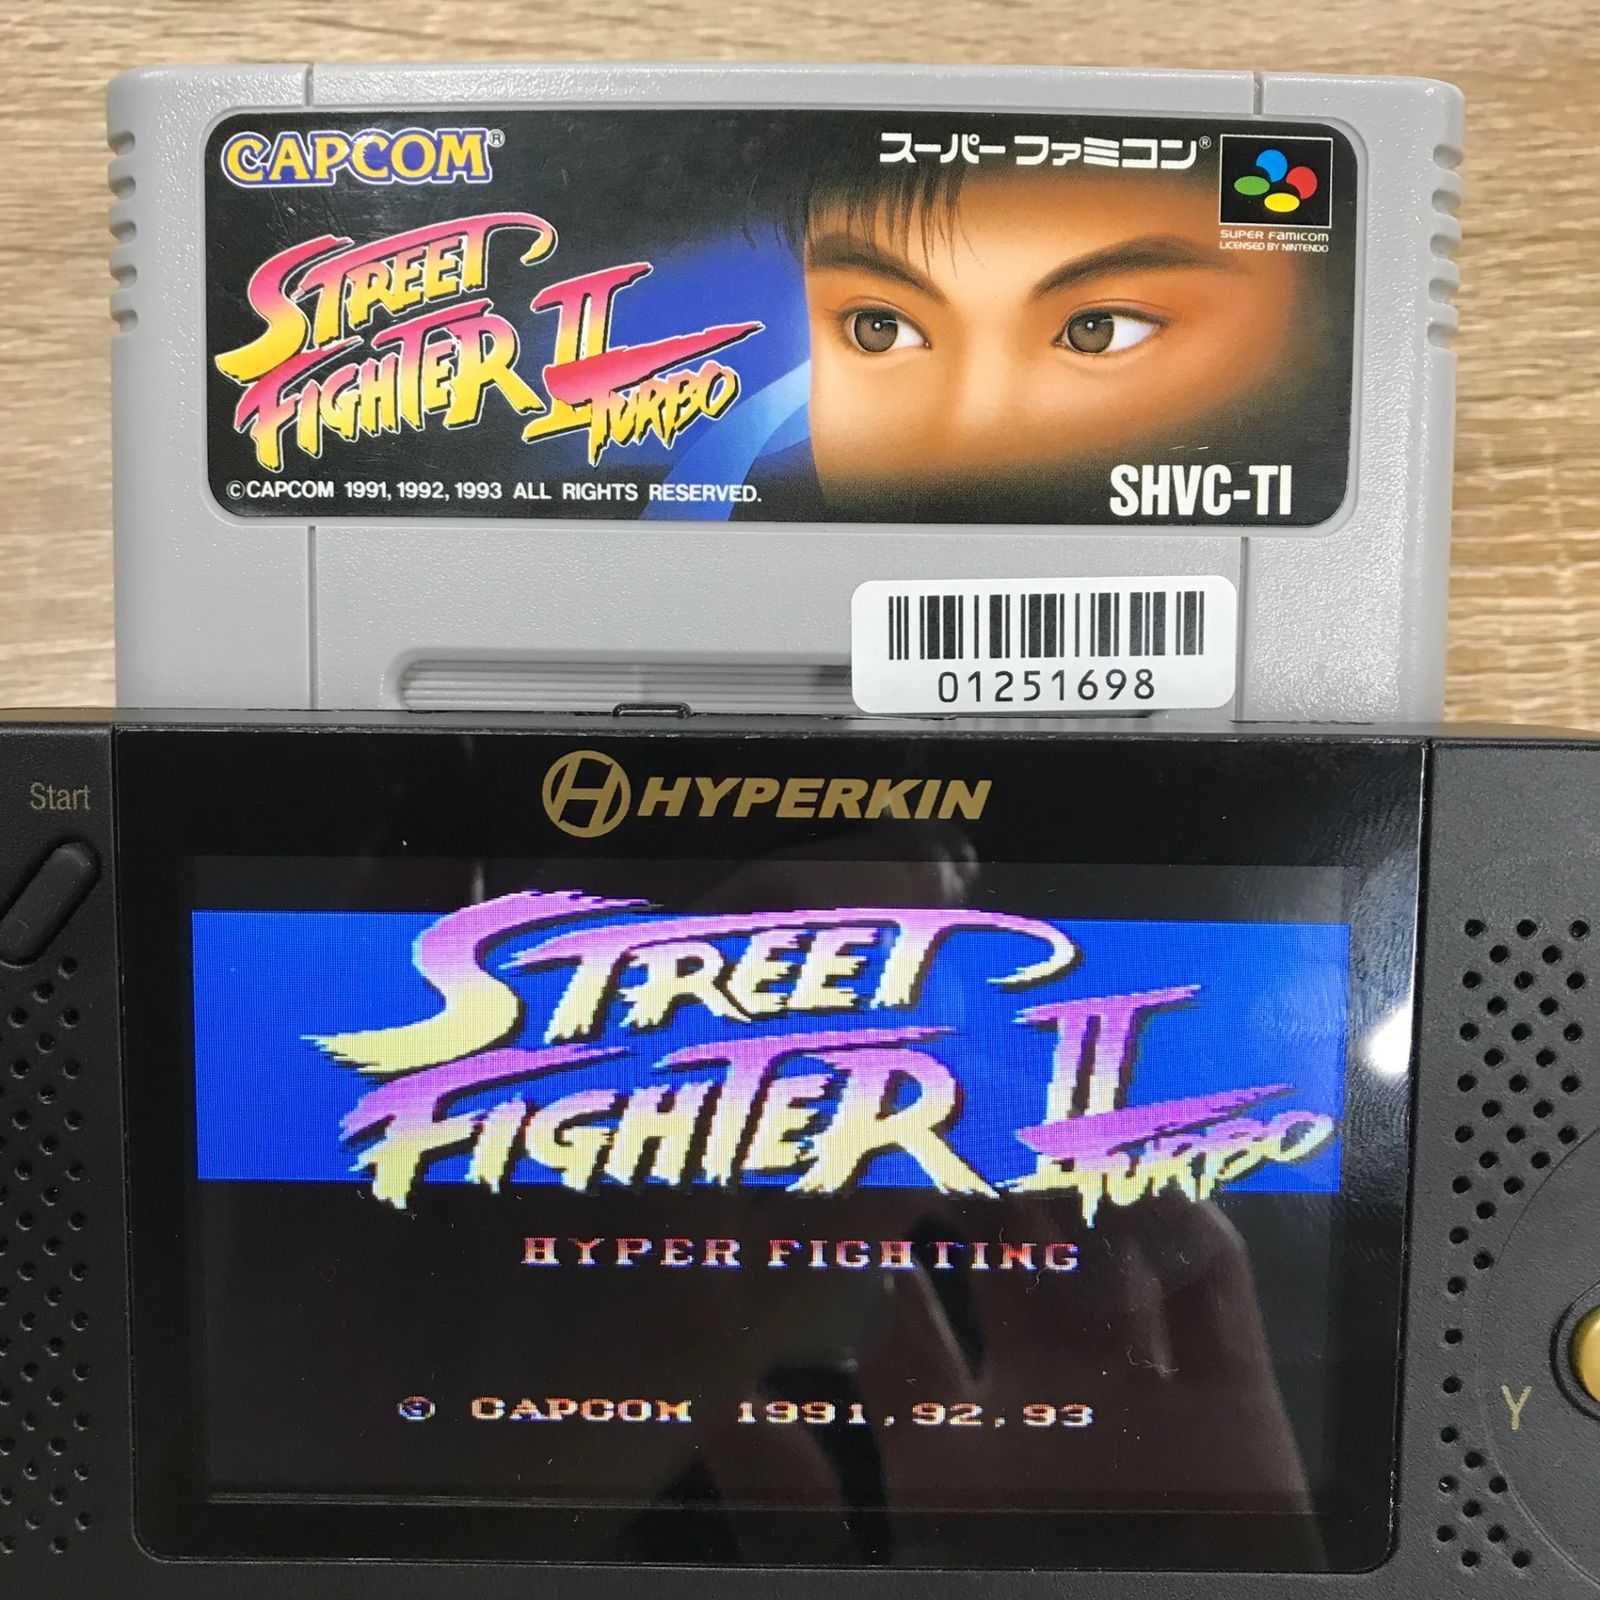 CAPCOM®
スーパーファミコン®
SUPER FAMICOM
LICENSED BY NINTENDO
STREET
FIGHTER II
TURBO
©CAPCOM 1991, 1992, 1993 ALL RIGHTS RESERVED.
SHVC-TI
01251698
Start
HYPERKIN
STREET
FIGHTER II
TURBO
HYPER FIGHTING
© CAPCOM 1991,92,93
Y